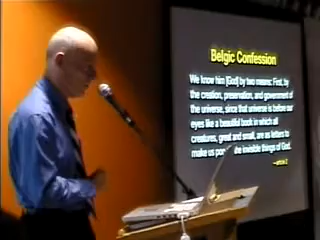 Belgic Confession
We know him [God] by two means: First, by
the creation, preservation, and government of
the universe, since that universe is before our
eyes like a beautiful book in which all
creatures, great and small, are as letters to
make us the invisible things of God.